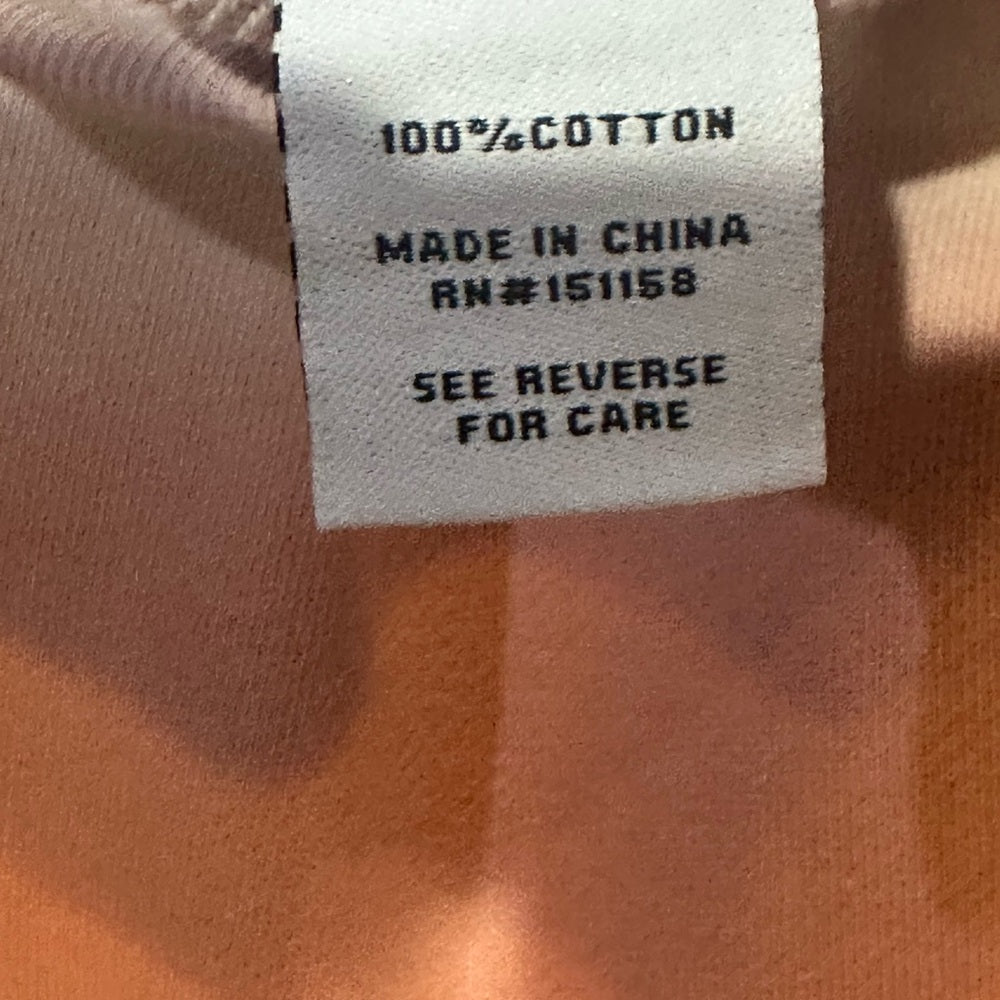 100%COTTON
MADE IN CHINA
RN#151158
SEE REVERSE
FOR CARE